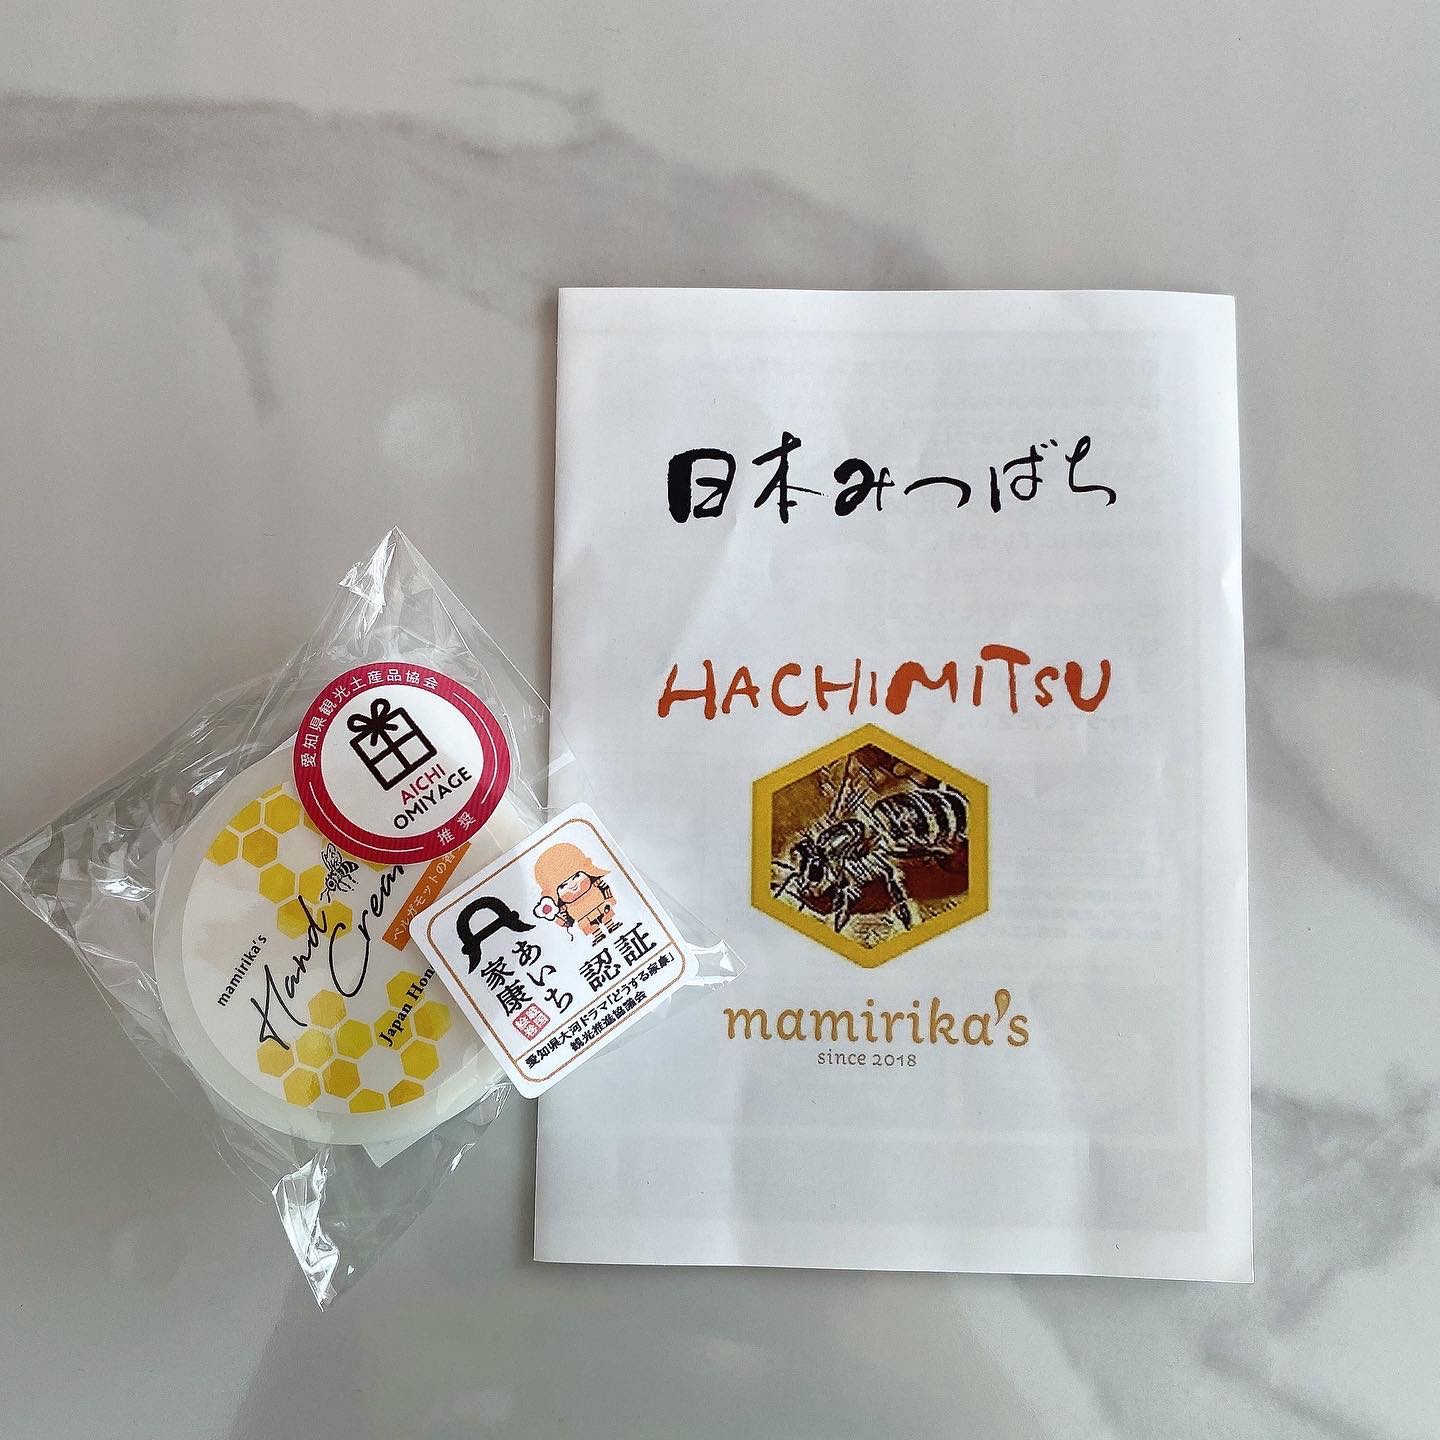 日本みつばち
HACHIMITSU
mamirika's
since 2018
愛知県観光土産品協会
AICHI
OMIYAGE
推奨
mamirika's
Hand
Cream
ベルガモットの香
Japan Hon
あいち
家康
認証
愛知県大河ドラマ「どうする家康」
観光推進協議会